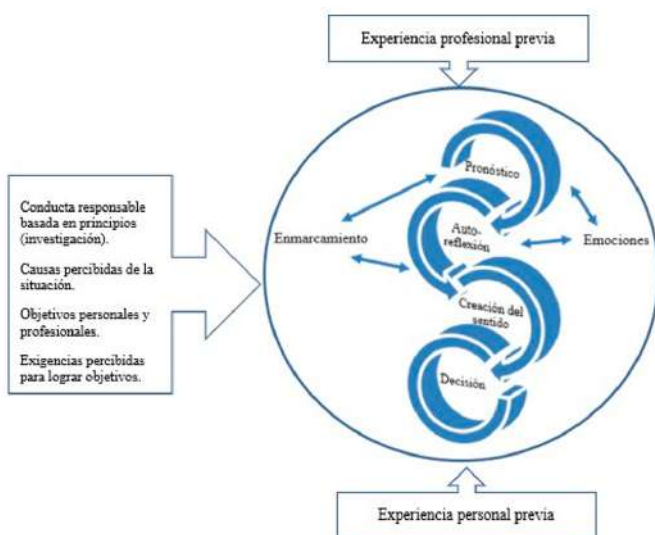 Experiencia profesional previa
Conducta responsable
basada en principios
(investigación).
Causas percibidas de la
situación.
Objetivos personales y
profesionales.
Exigencias percibidas
para lograr objetivos.
Enmarcamiento
Pronóstico
Auto-
reflexión
Creación del
sentido
Decisión
Emociones
Experiencia personal previa